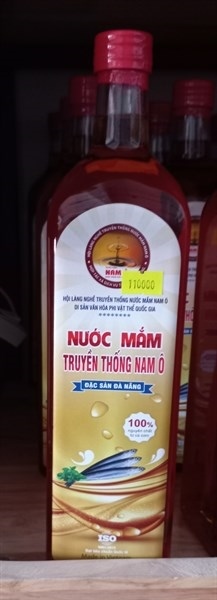 NAM Ô
110000
HỘI LÀNG NGHỀ TRUYỀN THỐNG NƯỚC MẮM NAM Ô
DI SẢN VĂN HÓA PHI VẬT THỂ QUỐC GIA
NƯỚC MẮM
TRUYỀN THỐNG NAM Ô
ĐẶC SẢN ĐÀ NẴNG
100%
ISO